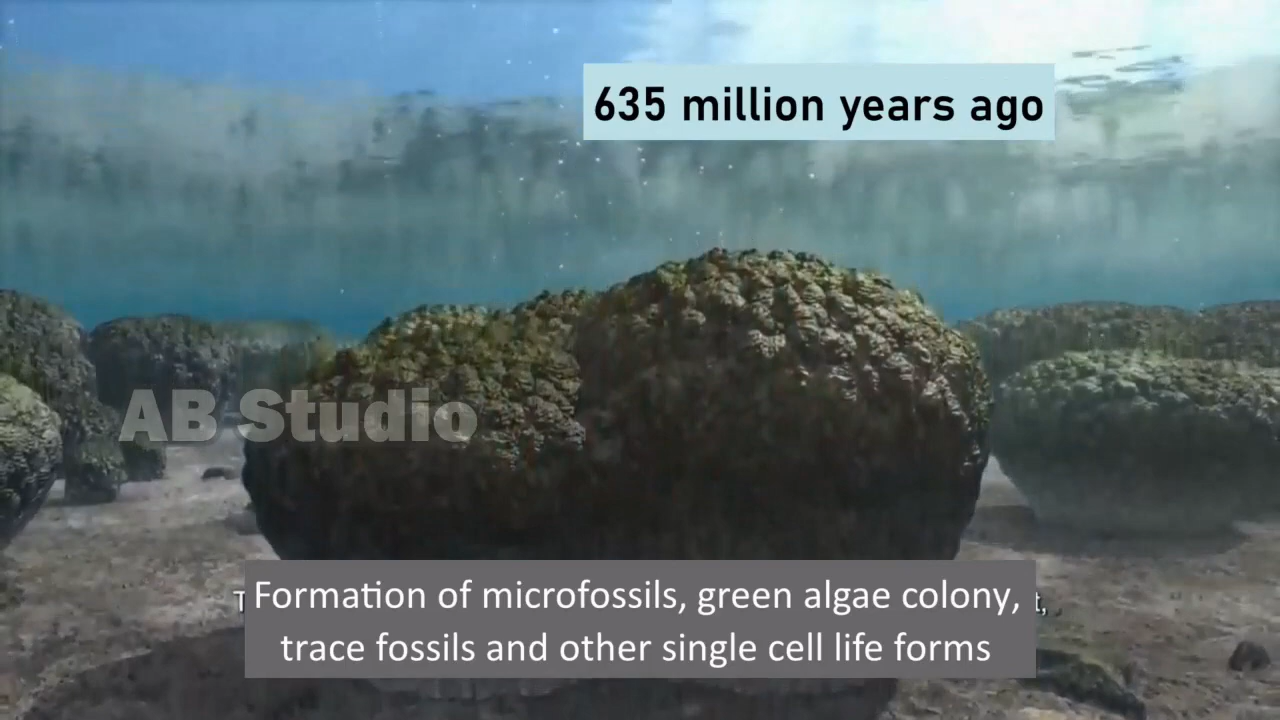 635 million years ago
AB Studio
Formation of microfossils, green algae colony,
trace fossils and other single cell life forms